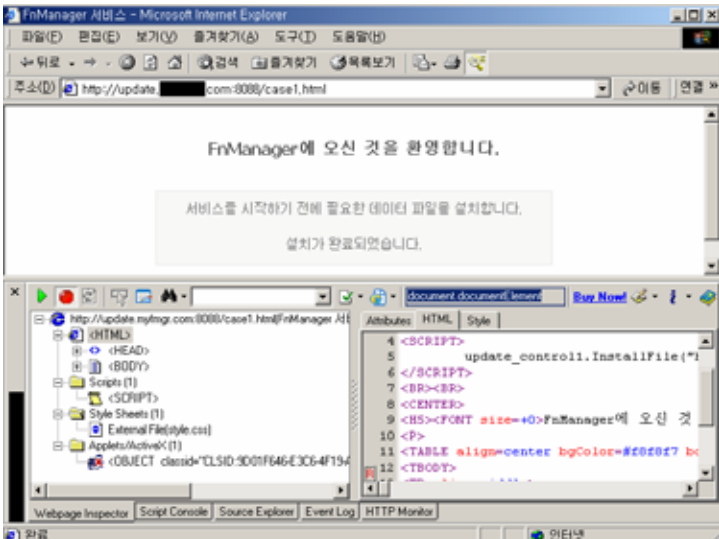 FnManager 서비스 - Microsoft Internet Explorer
파일(F) 편집(E) 보기(V) 즐겨찾기(A) 도구(T) 도움말(H)
뒤로 검색 즐겨찾기 목록보기
주소(D) http://update. com:8088/case1.html 이동 연결 »
FnManager에 오신 것을 환영합니다.
서비스를 시작하기 전에 필요한 데이터 파일을 설치합니다.
설치가 완료되었습니다.
document.documentElement Buy Now!
http://update.mytmgr.com:8088/case1.html(FnManager
<HTML>
<HEAD>
<BODY>
Scripts (1)
<SCRIPT>
Style Sheets (1)
External File(style.css)
Applets/ActiveX (1)
<OBJECT classid="CLSID:9D01F646-E3C6-4F19-
Attributes HTML Style
4 <SCRIPT>
5 update_control1.InstallFile("
6 </SCRIPT>
7 <BR><BR>
8 <CENTER>
9 <H5><FONT size=+0>FnManager에 오신 것
10 <P>
11 <TABLE align=center bgColor=#f8f8f7
12 <TBODY>
Webpage Inspector Script Console Source Explorer Event Log HTTP Monitor
완료 인터넷